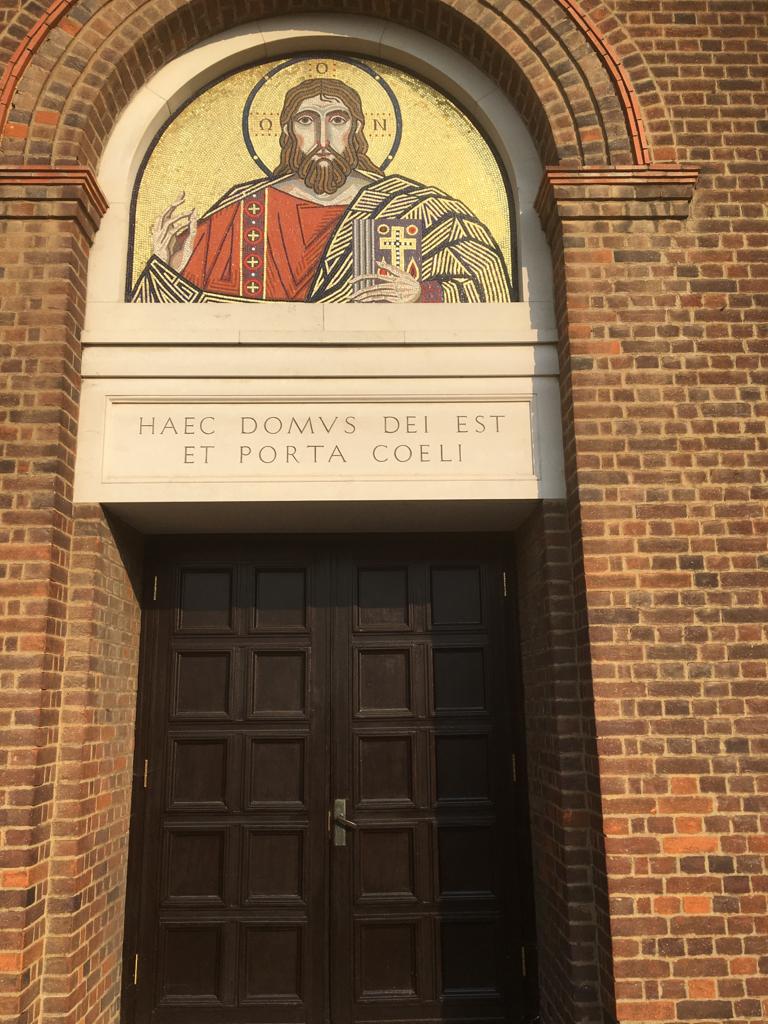 Ο
Ω Ν
HAEC DOMVS DEI EST
ET PORTA COELI